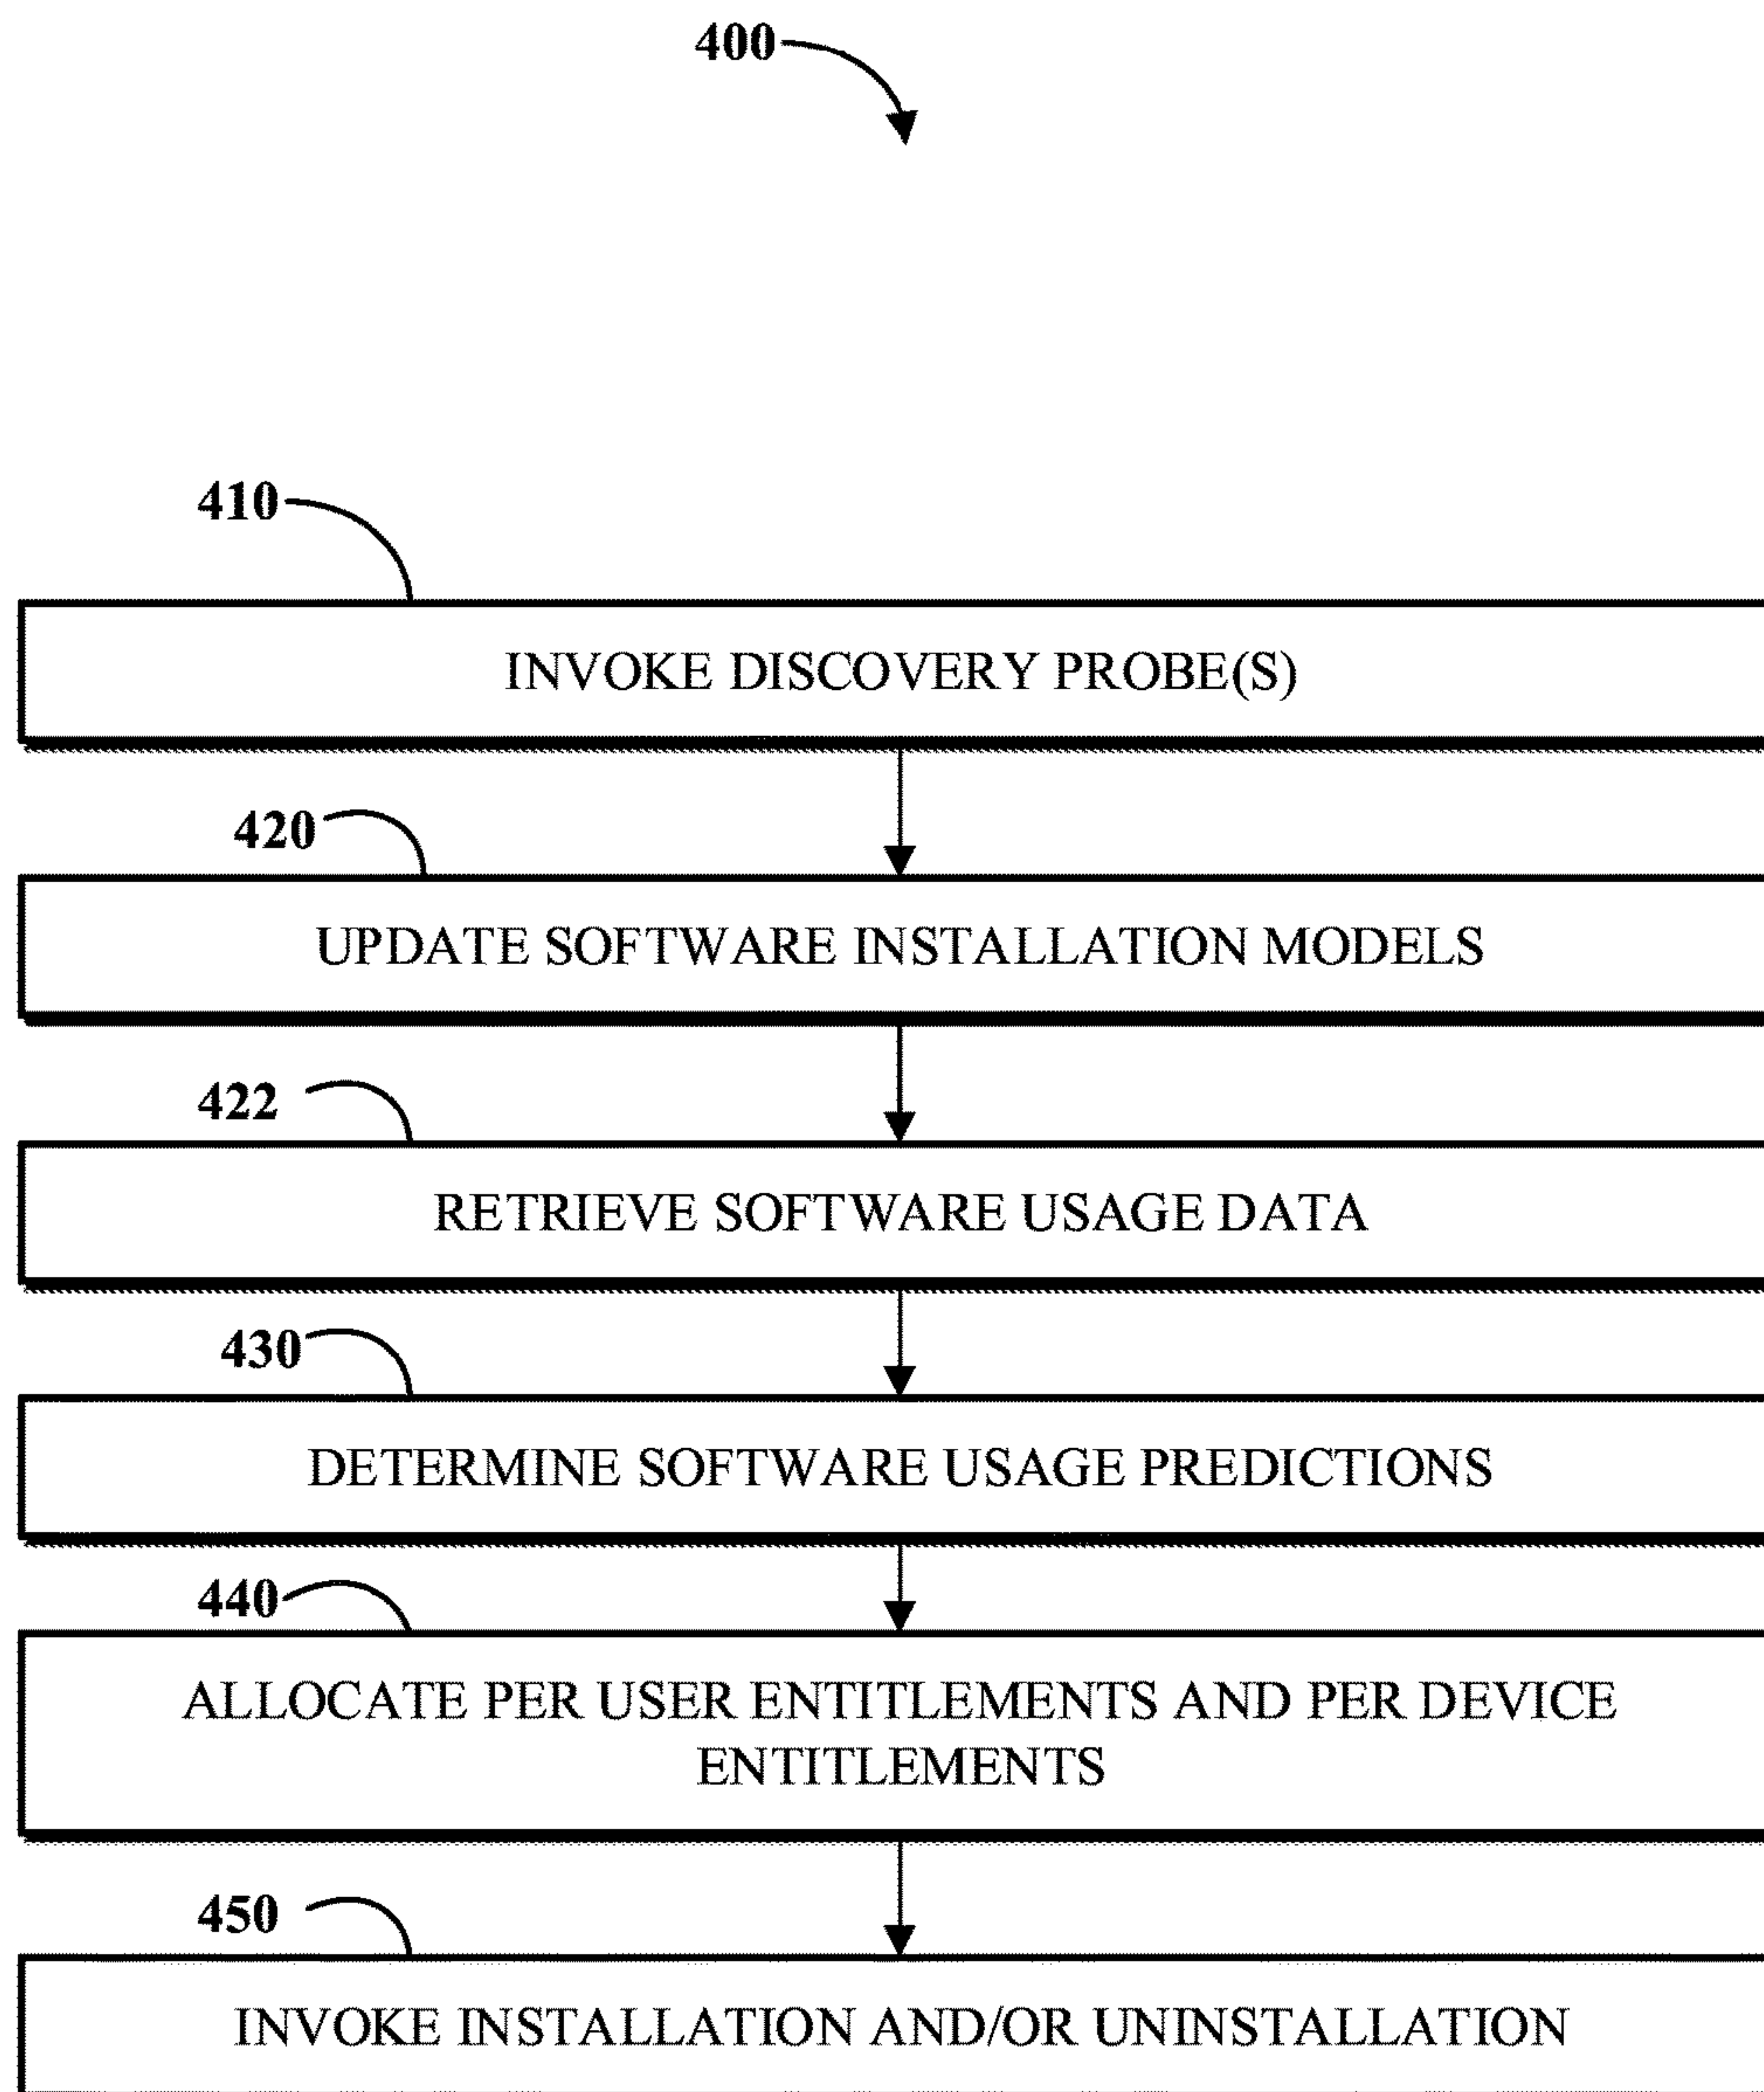 400
410
INVOKE DISCOVERY PROBE(S)
420
UPDATE SOFTWARE INSTALLATION MODELS
422
RETRIEVE SOFTWARE USAGE DATA
430
DETERMINE SOFTWARE USAGE PREDICTIONS
440
ALLOCATE PER USER ENTITLEMENTS AND PER DEVICE
ENTITLEMENTS
450
INVOKE INSTALLATION AND/OR UNINSTALLATION